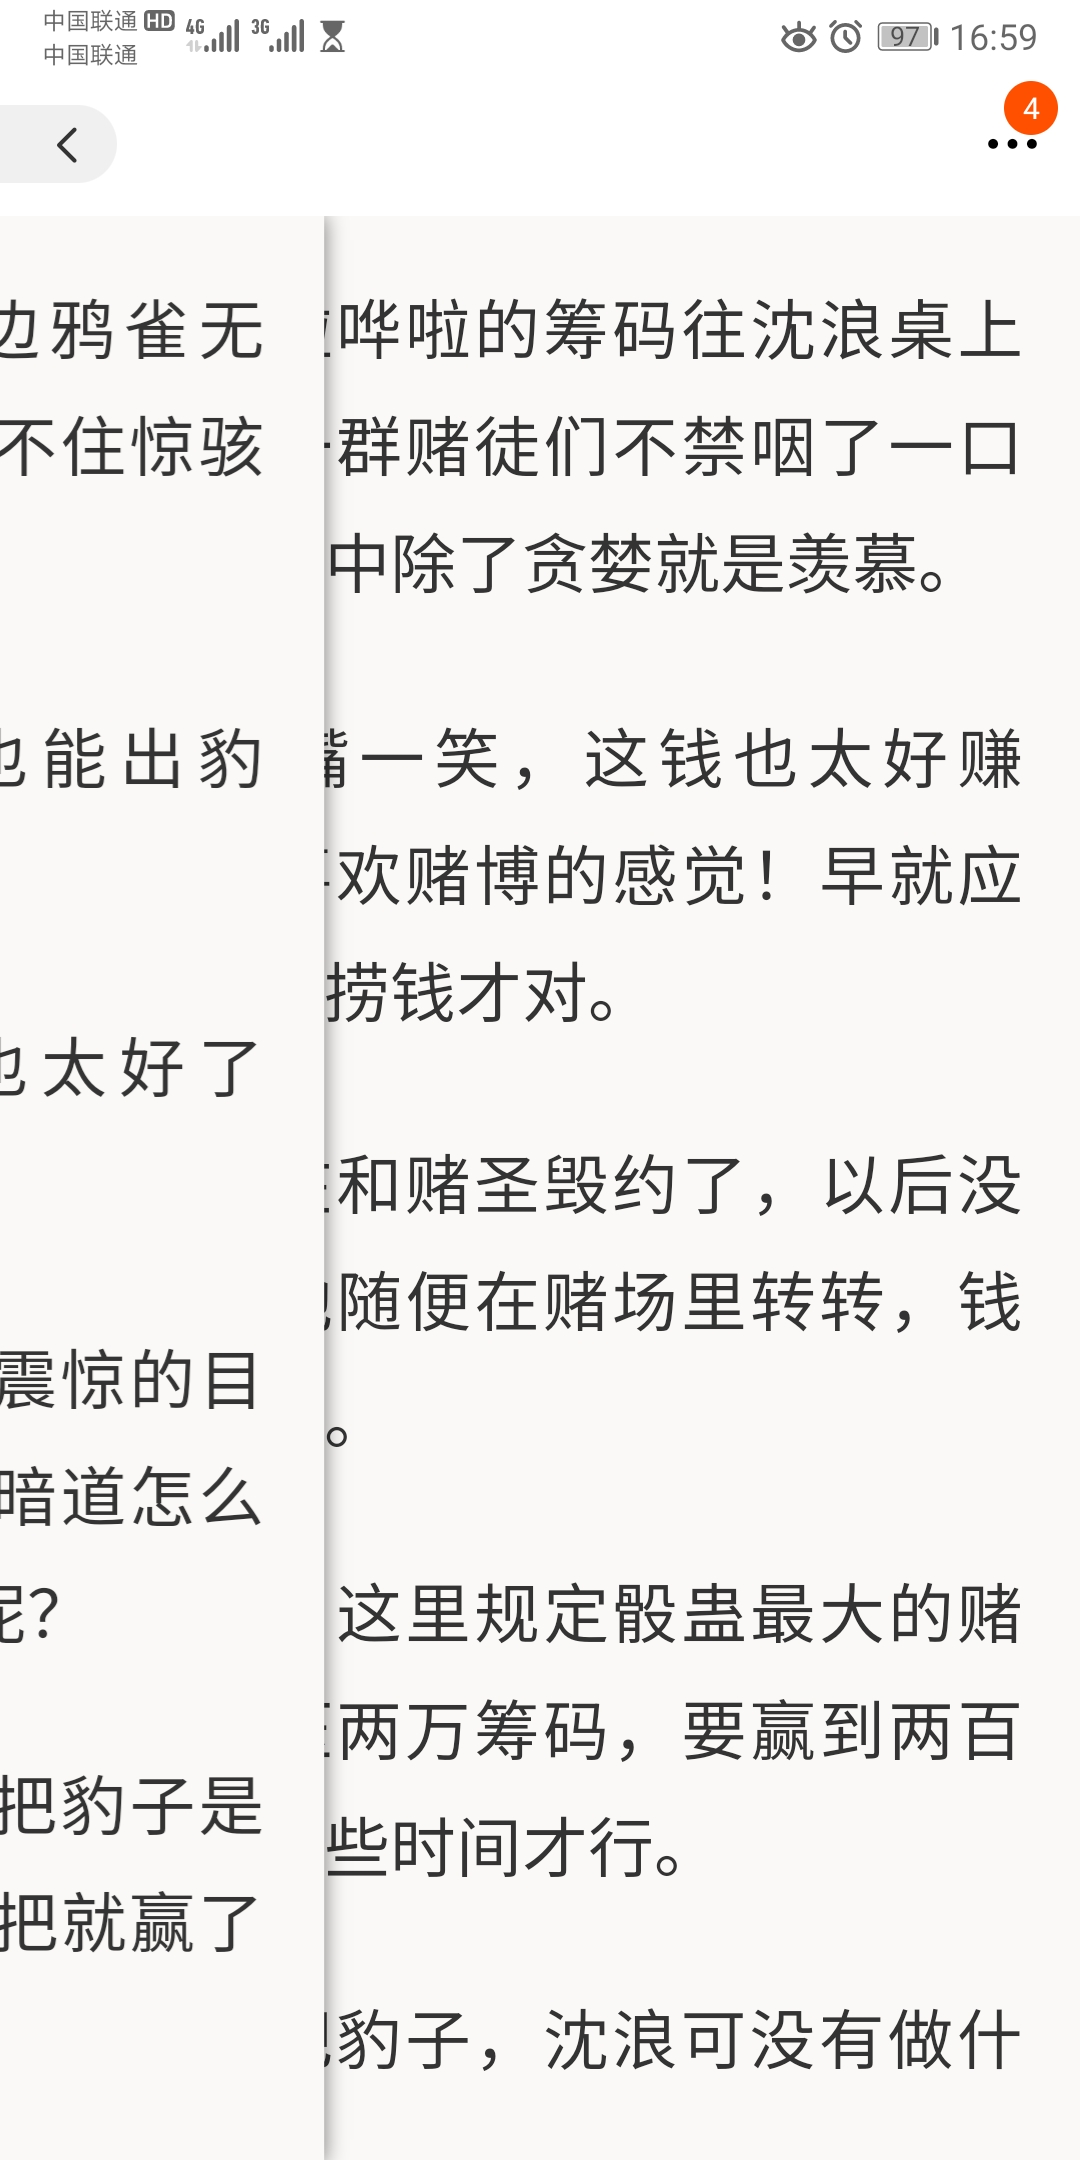 中国联通 HD 4G 3G 97 16:59
中国联通
4
边鸦雀无
不住惊骇
也能出豹
也太好了
震惊的目
暗道怎么
呢？
把豹子是
把就赢了
哗啦的筹码往沈浪桌上
群赌徒们不禁咽了一口
中除了贪婪就是羡慕。
嘴一笑，这钱也太好赚
欢赌博的感觉！早就应
捞钱才对。
和赌圣毁约了，以后没
随便在赌场里转转，钱
。
这里规定骰蛊最大的赌
两万筹码，要赢到两百
些时间才行。
豹子，沈浪可没有做什